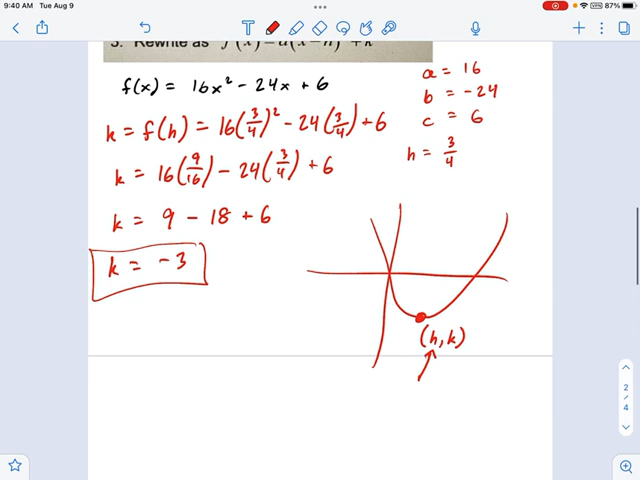 9:40 AM Tue Aug 9
87%
3. Rewrite as f(x) = a(x−h)² + k
f(x) = 16x² − 24x + 6
a = 16
b = −24
c = 6
h = 3/4
k = f(h) = 16(3/4)² − 24(3/4) + 6
k = 16(9/16) − 24(3/4) + 6
k = 9 − 18 + 6
k = −3
(h, k)
2
/
4